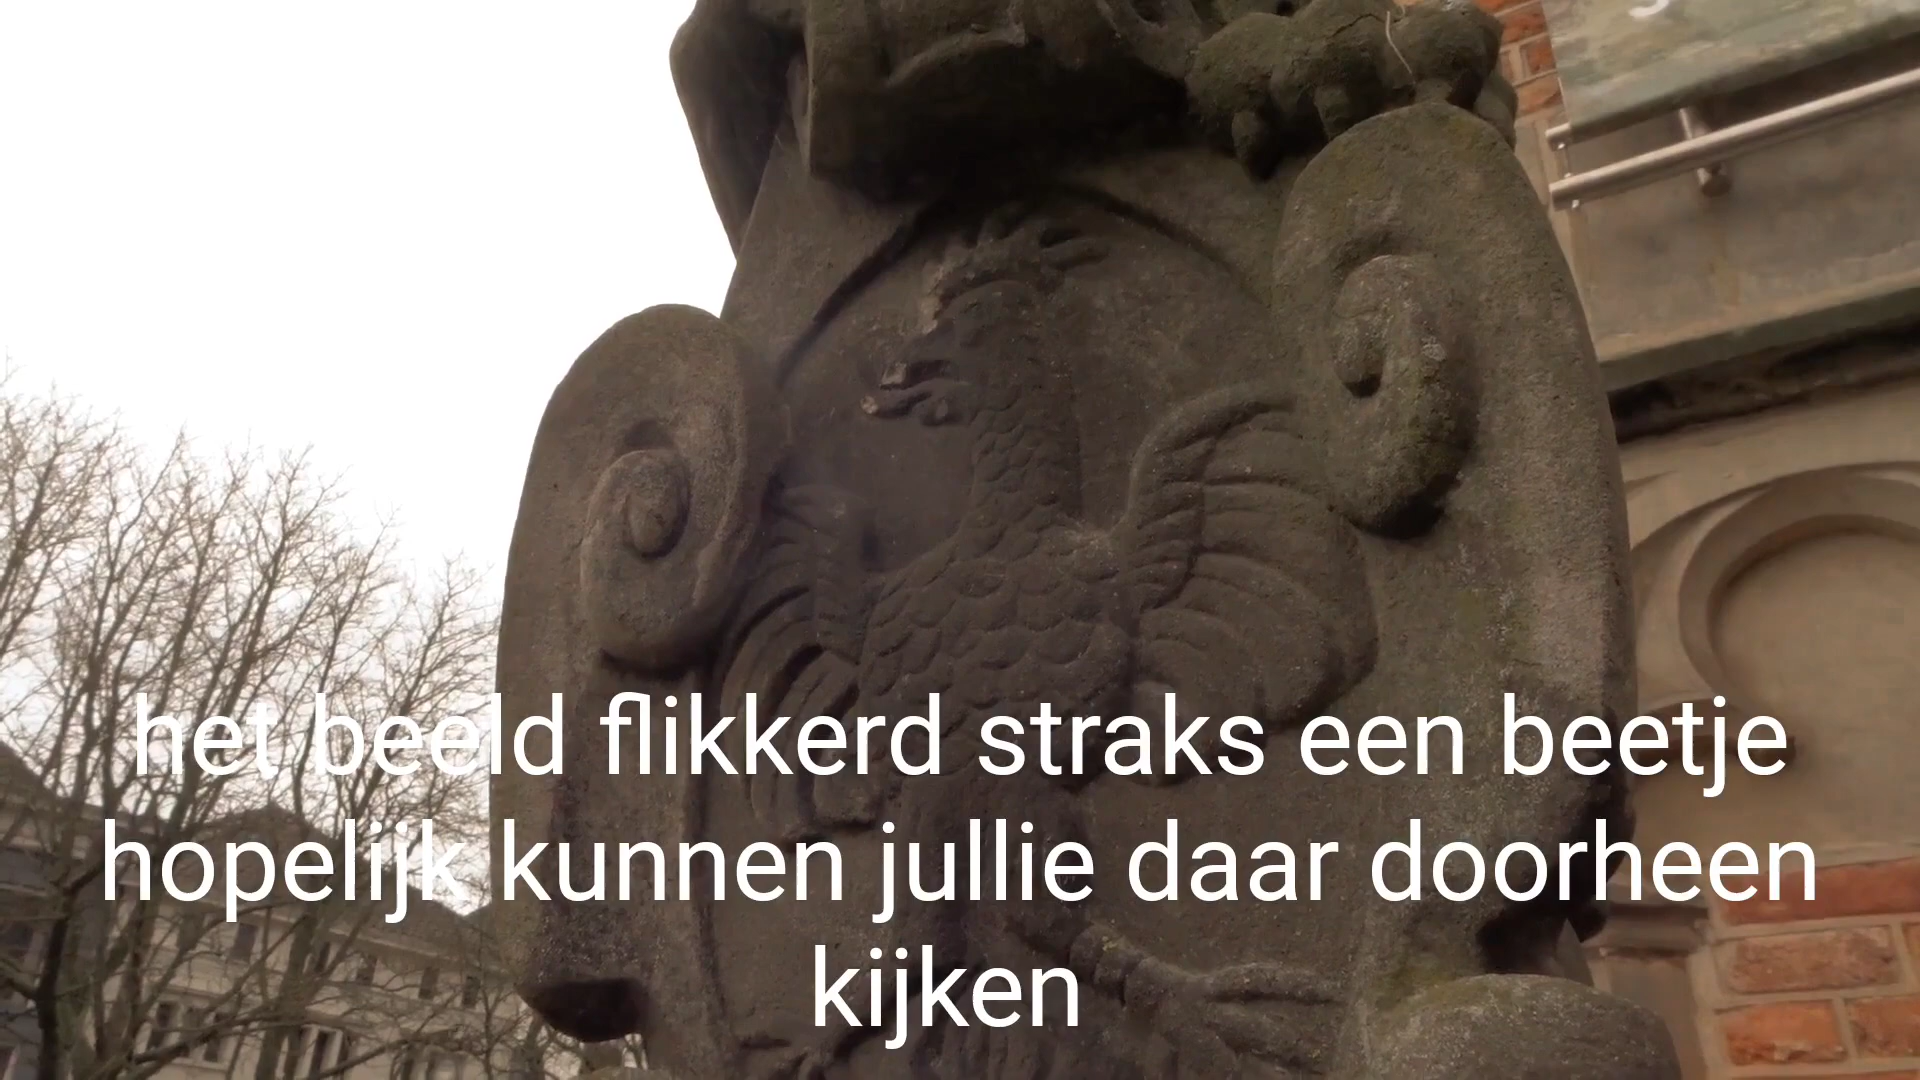 het beeld flikkerd straks een beetje
hopelijk kunnen jullie daar doorheen
kijken